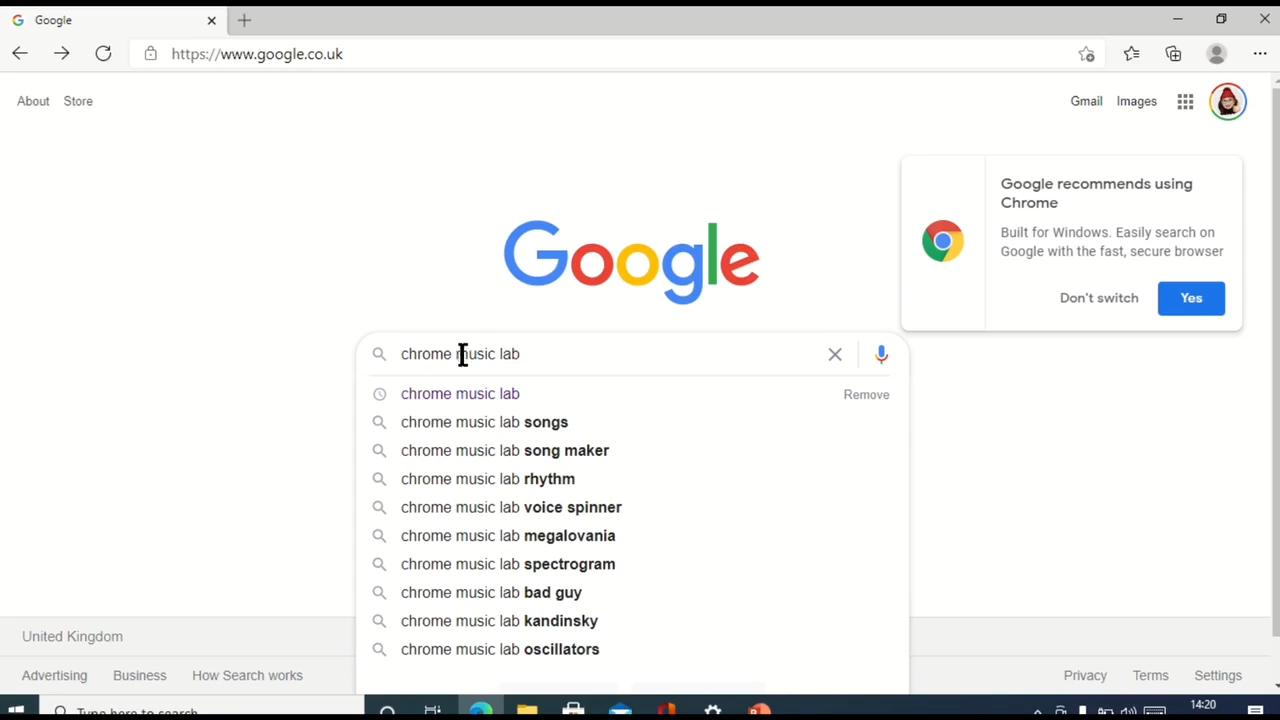 Google
https://www.google.co.uk
About Store
Gmail Images
Google recommends using
Chrome
Built for Windows. Easily search on
Google with the fast, secure browser
Don't switch Yes
Google
chrome music lab
chrome music lab Remove
chrome music lab songs
chrome music lab song maker
chrome music lab rhythm
chrome music lab voice spinner
chrome music lab megalovania
chrome music lab spectrogram
chrome music lab bad guy
chrome music lab kandinsky
chrome music lab oscillators
United Kingdom
Advertising Business How Search works
Privacy Terms Settings
Type here to search
14:20